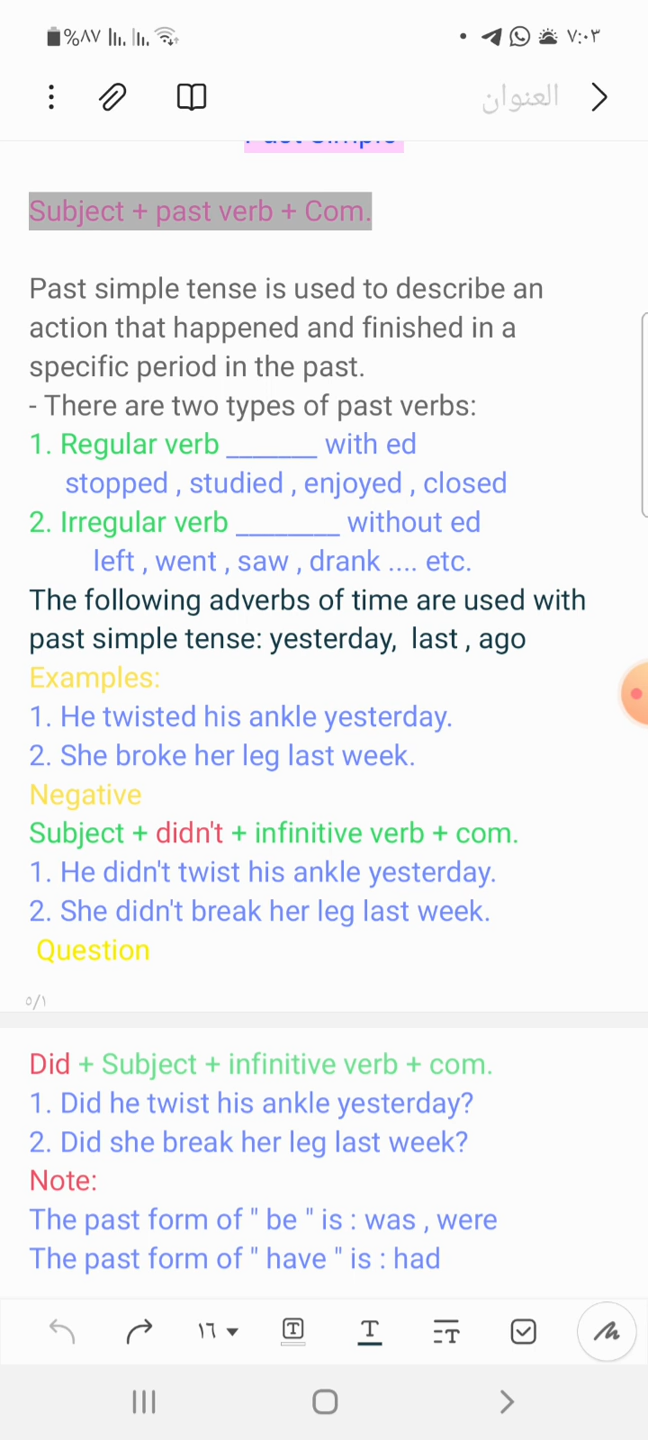 %٨٧
٧:٠٣
العنوان
Past Simple
Subject + past verb + Com.
Past simple tense is used to describe an
action that happened and finished in a
specific period in the past.
- There are two types of past verbs:
1. Regular verb _______ with ed
stopped , studied , enjoyed , closed
2. Irregular verb ________ without ed
left , went , saw , drank .... etc.
The following adverbs of time are used with
past simple tense: yesterday,  last , ago
Examples:
1. He twisted his ankle yesterday.
2. She broke her leg last week.
Negative
Subject + didn't + infinitive verb + com.
1. He didn't twist his ankle yesterday.
2. She didn't break her leg last week.
Question
٥/١
Did + Subject + infinitive verb + com.
1. Did he twist his ankle yesterday?
2. Did she break her leg last week?
Note:
The past form of " be " is : was , were
The past form of " have " is : had
١٦